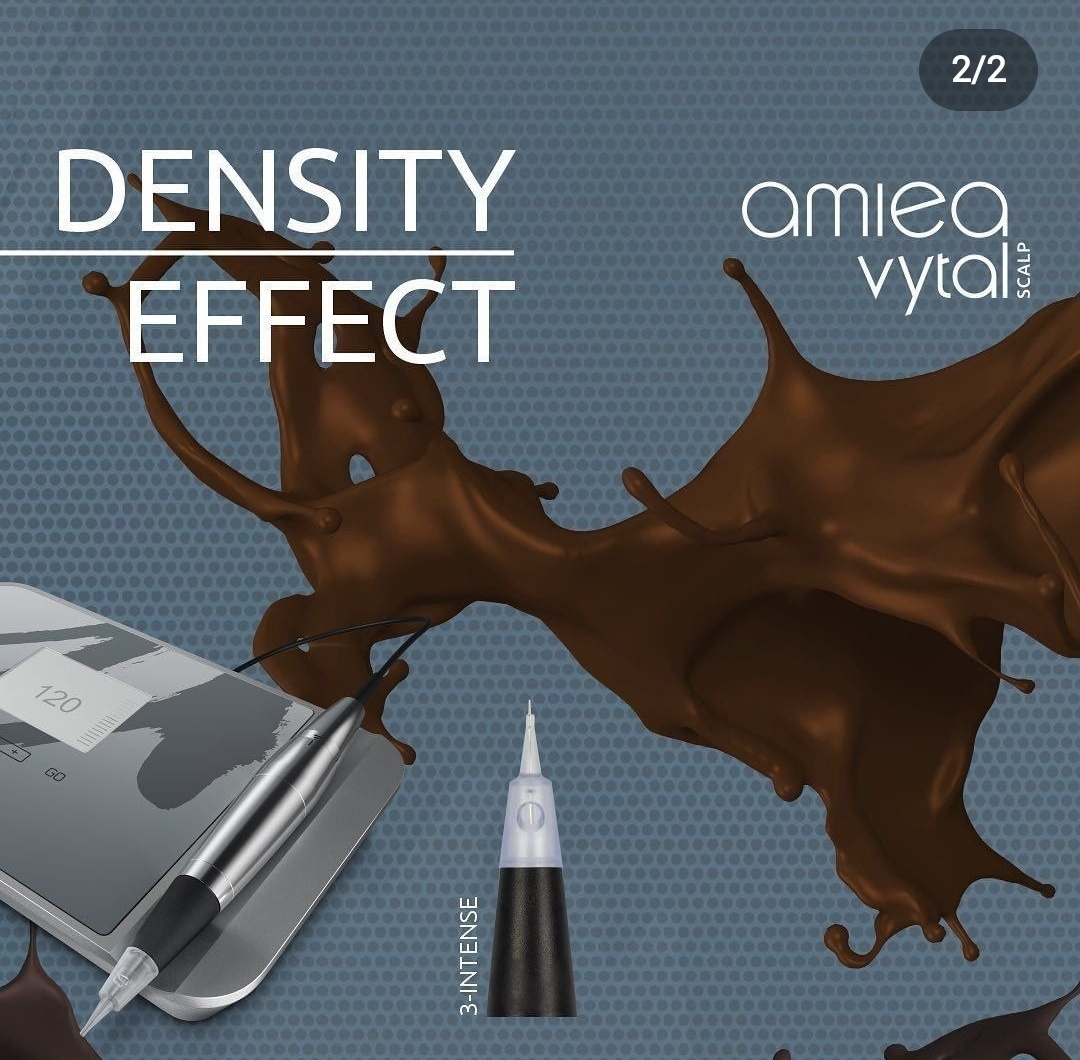 2/2
DENSITY
EFFECT
amiea
vytal
SCALP
120
+
GO
3-INTENSE